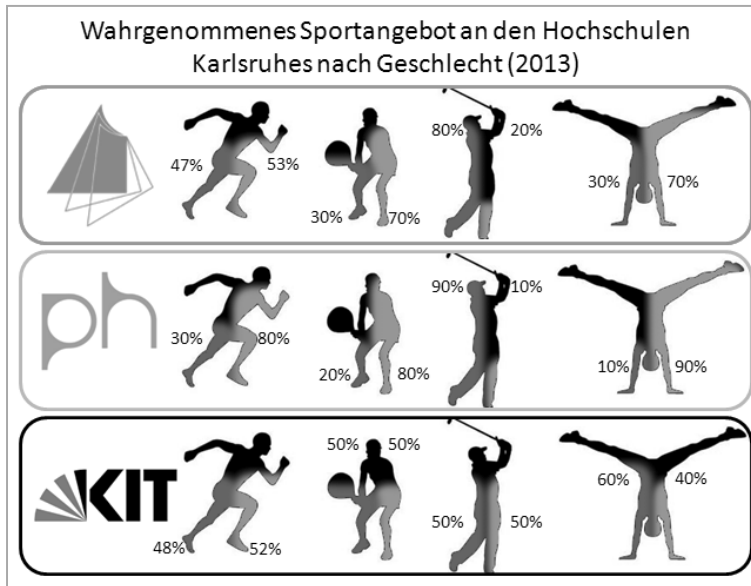 Wahrgenommenes Sportangebot an den Hochschulen
Karlsruhes nach Geschlecht (2013)
47% 53% 30% 70% 80% 20% 30% 70%
ph 30% 80% 20% 80% 90% 10% 10% 90%
KIT 48% 52% 50% 50% 50% 50% 60% 40%